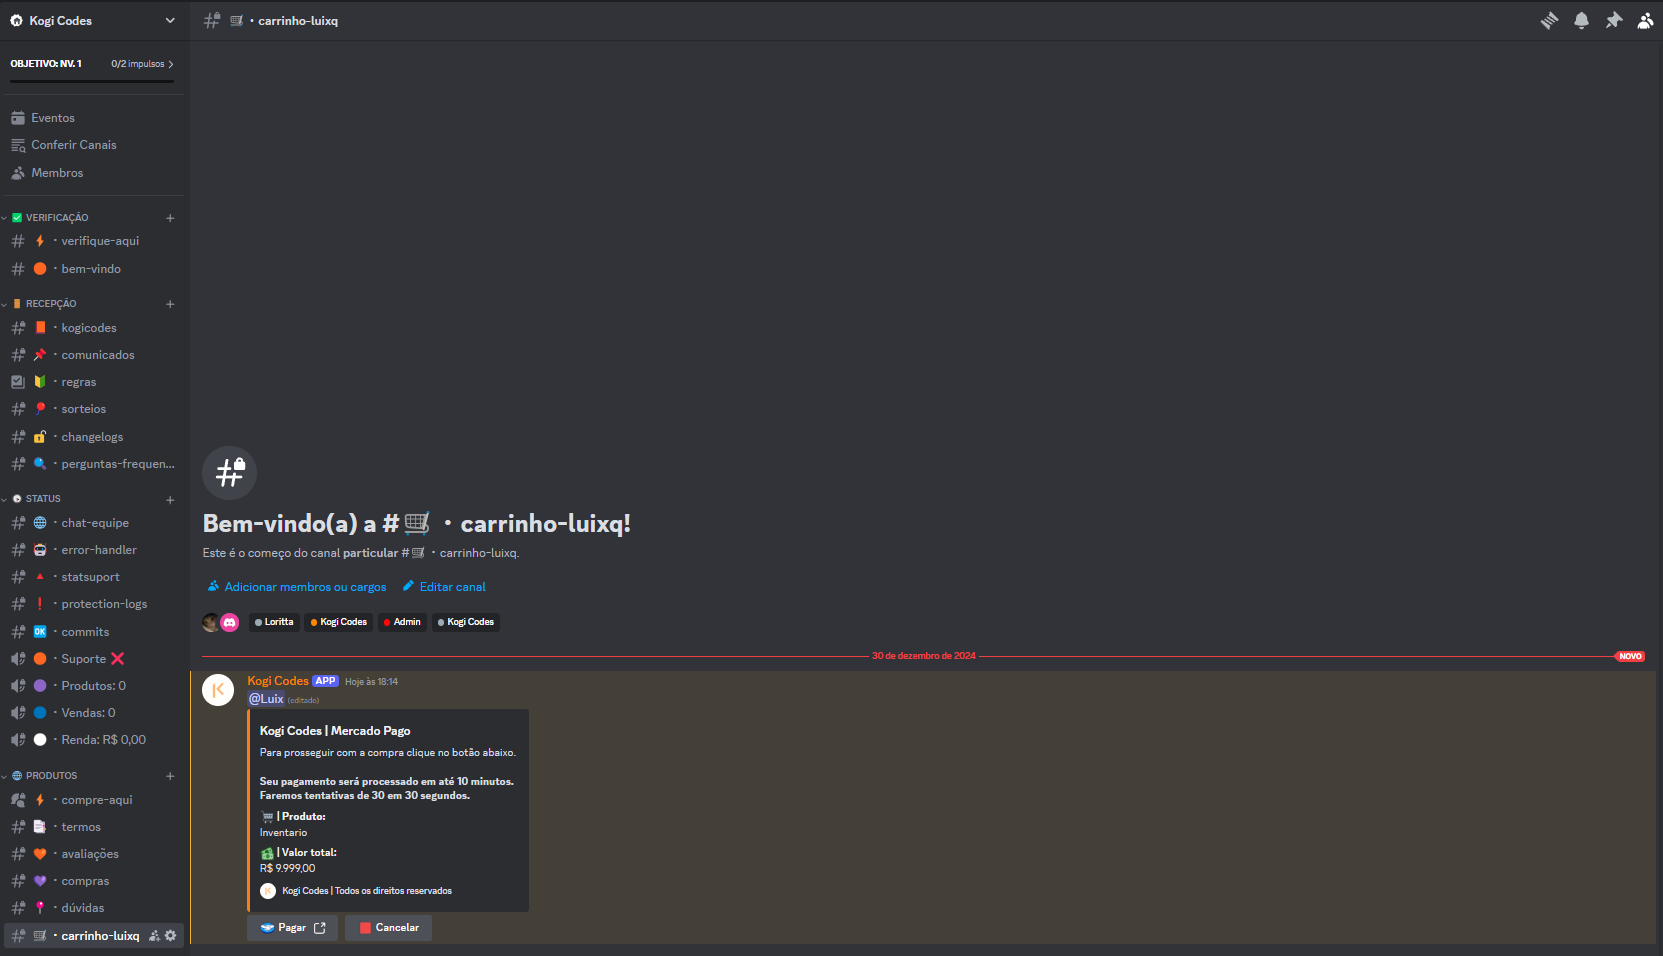 Kogi Codes
OBJETIVO: NV. 1
0/2 impulsos
Eventos
Conferir Canais
Membros
VERIFICAÇÃO
verifique-aqui
bem-vindo
RECEPÇÃO
kogicodes
comunicados
regras
sorteios
changelogs
perguntas-frequen...
STATUS
chat-equipe
error-handler
statsuport
protection-logs
OK
commits
Suporte
Produtos: 0
Vendas: 0
Renda: R$ 0,00
PRODUTOS
compre-aqui
termos
avaliações
compras
dúvidas
carrinho-luixq
carrinho-luixq
Bem-vindo(a) a # ・ carrinho-luixq!
Este é o começo do canal particular # ・ carrinho-luixq.
Adicionar membros ou cargos
Editar canal
Loritta
Kogi Codes
Admin
Kogi Codes
30 de dezembro de 2024
NOVO
K
Kogi Codes APP Hoje às 18:14
@Luix (editado)
Kogi Codes | Mercado Pago
Para prosseguir com a compra clique no botão abaixo.
Seu pagamento será processado em até 10 minutos.
Faremos tentativas de 30 em 30 segundos.
| Produto:
Inventario
| Valor total:
R$ 9.999,00
Kogi Codes | Todos os direitos reservados
Pagar
Cancelar